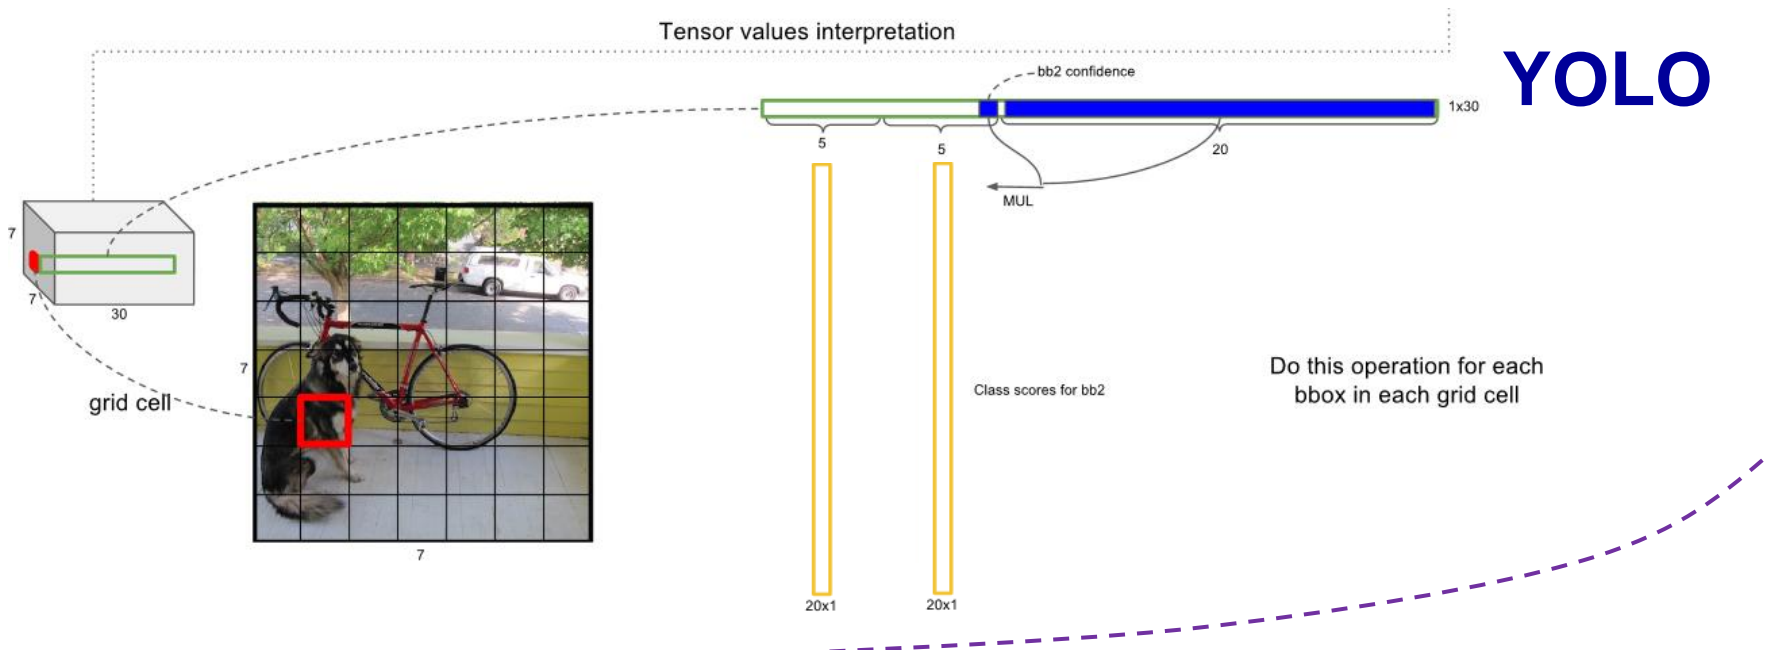 Tensor values interpretation
YOLO
bb2 confidence
1x30
5
5
20
MUL
7
7
30
grid cell
7
7
Class scores for bb2
Do this operation for each
bbox in each grid cell
20x1
20x1